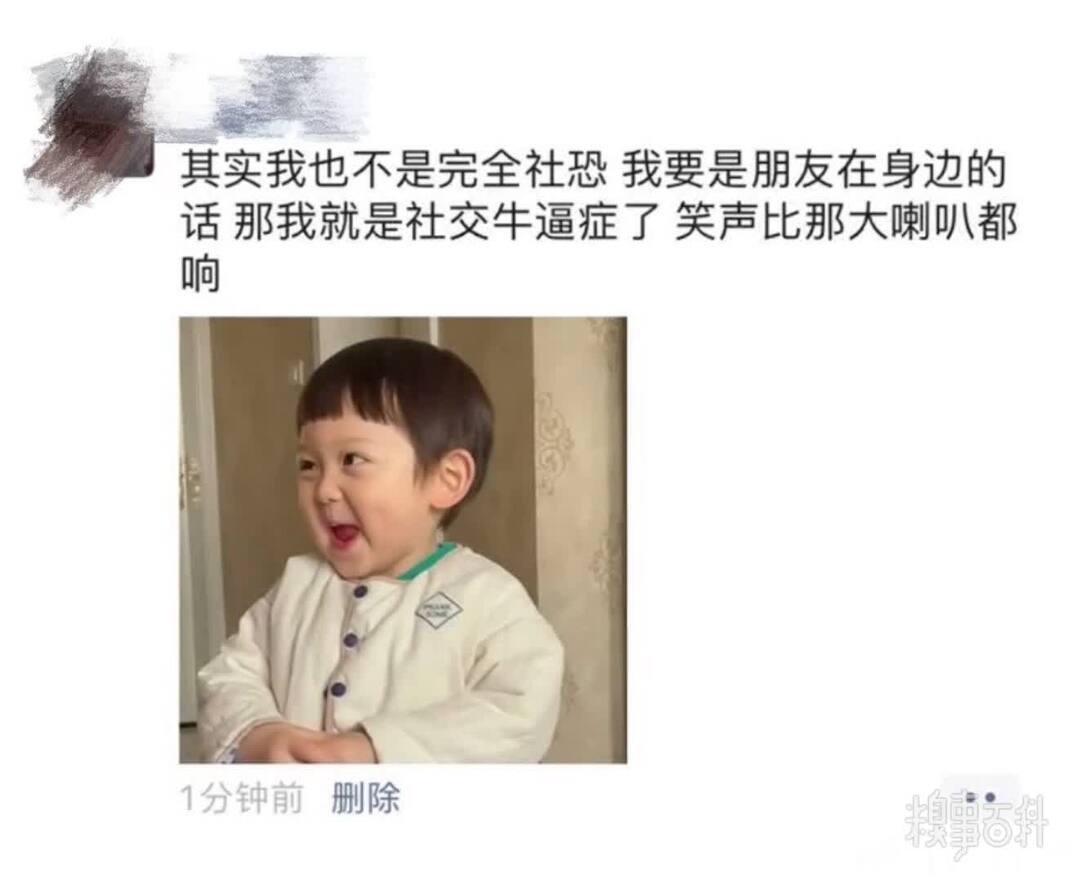 其实我也不是完全社恐 我要是朋友在身边的
话 那我就是社交牛逼症了 笑声比那大喇叭都
响
1分钟前 删除
糗事百科